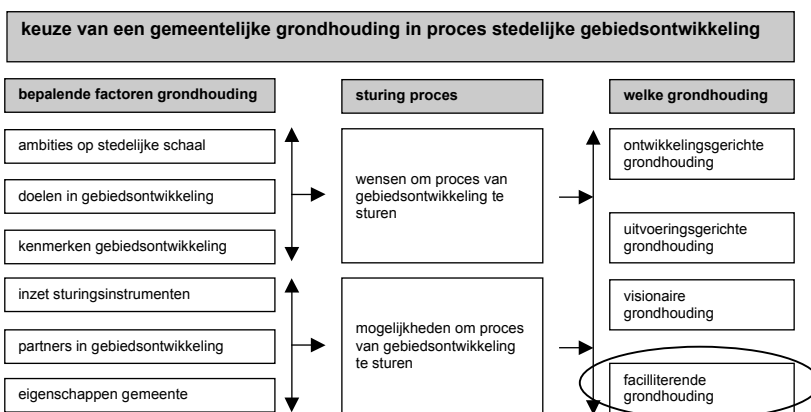 keuze van een gemeentelijke grondhouding in proces stedelijke gebiedsontwikkeling
bepalende factoren grondhouding
sturing proces
welke grondhouding
ambities op stedelijke schaal
doelen in gebiedsontwikkeling
kenmerken gebiedsontwikkeling
inzet sturingsinstrumenten
partners in gebiedsontwikkeling
eigenschappen gemeente
wensen om proces van
gebiedsontwikkeling te
sturen
mogelijkheden om proces
van gebiedsontwikkeling
te sturen
ontwikkelingsgerichte
grondhouding
uitvoeringsgerichte
grondhouding
visionaire
grondhouding
facilliterende
grondhouding